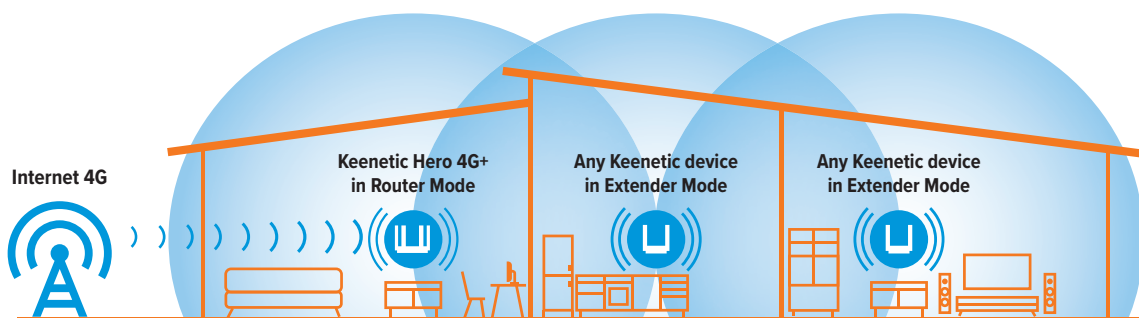 Internet 4G
Keenetic Hero 4G+
in Router Mode
Any Keenetic device
in Extender Mode
Any Keenetic device
in Extender Mode